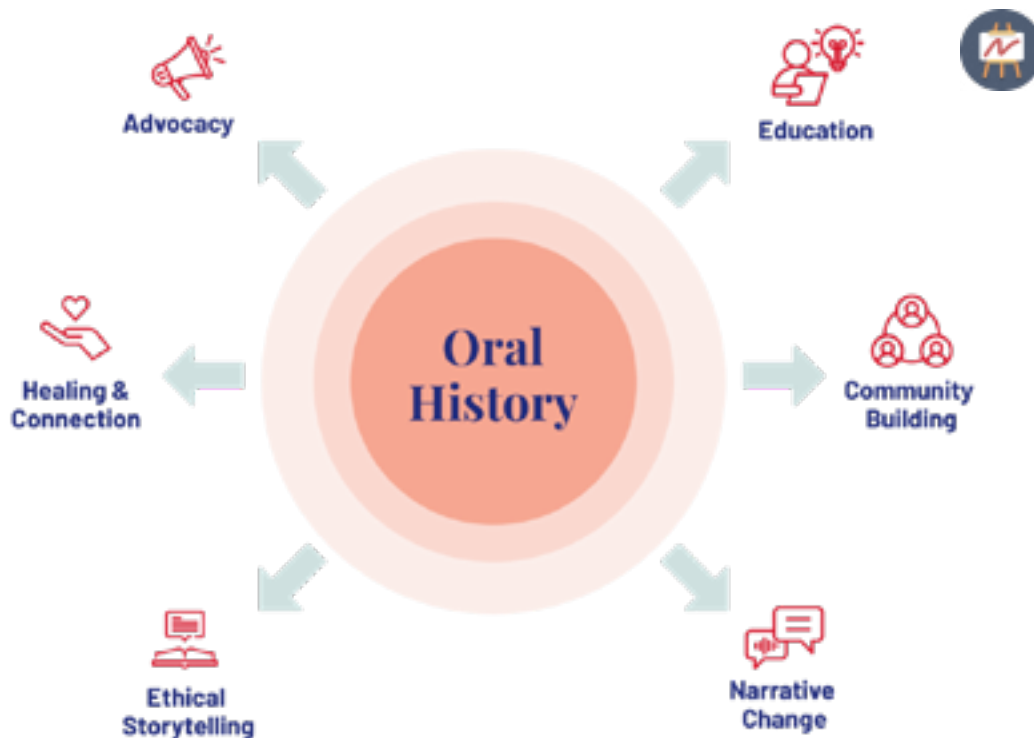 Advocacy
Education
Oral
History
Healing &
Connection
Community
Building
Ethical
Storytelling
Narrative
Change